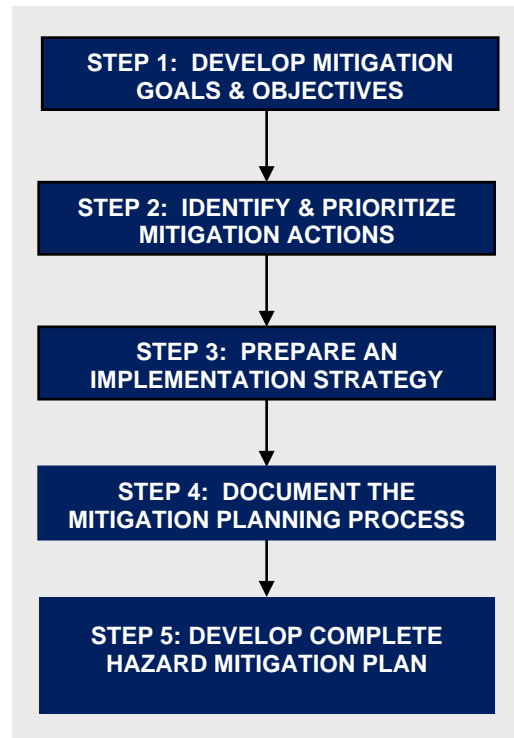 STEP 1: DEVELOP MITIGATION
GOALS & OBJECTIVES
STEP 2: IDENTIFY & PRIORITIZE
MITIGATION ACTIONS
STEP 3: PREPARE AN
IMPLEMENTATION STRATEGY
STEP 4: DOCUMENT THE
MITIGATION PLANNING PROCESS
STEP 5: DEVELOP COMPLETE
HAZARD MITIGATION PLAN